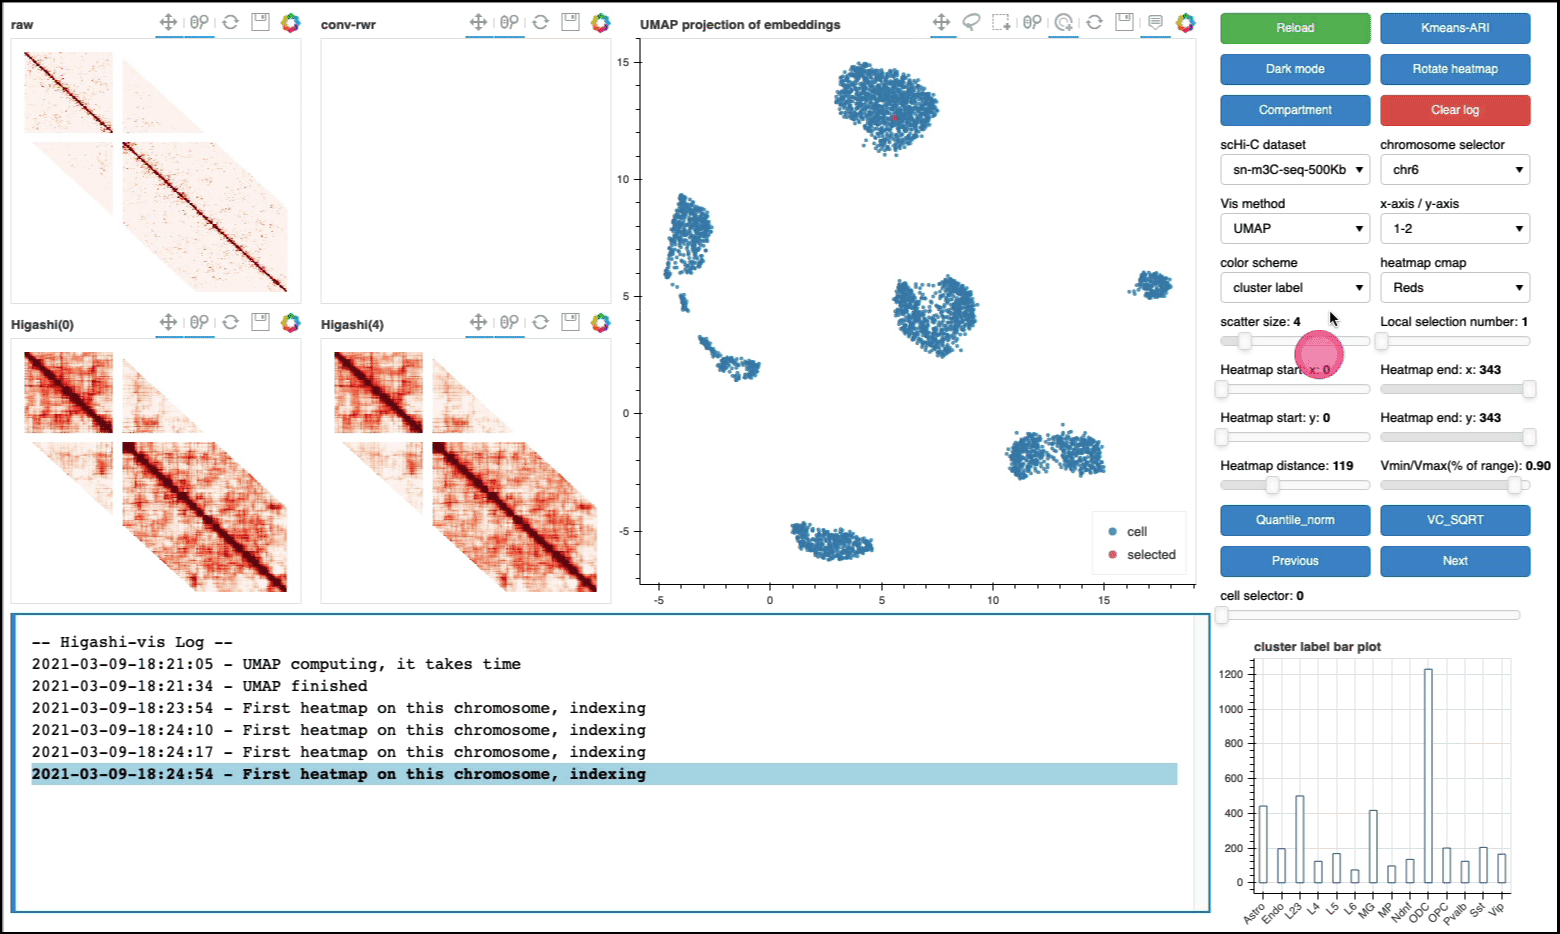 raw
conv-rwr
UMAP projection of embeddings
15
10
5
0
-5
-5
0
5
10
15
cell
selected
Higashi(0)
Higashi(4)
-- Higashi-vis Log --
2021-03-09-18:21:05 - UMAP computing, it takes time
2021-03-09-18:21:34 - UMAP finished
2021-03-09-18:23:54 - First heatmap on this chromosome, indexing
2021-03-09-18:24:10 - First heatmap on this chromosome, indexing
2021-03-09-18:24:17 - First heatmap on this chromosome, indexing
2021-03-09-18:24:54 - First heatmap on this chromosome, indexing
Reload
Kmeans-ARI
Dark mode
Rotate heatmap
Compartment
Clear log
scHi-C dataset
chromosome selector
sn-m3C-seq-500Kb
chr6
Vis method
x-axis / y-axis
UMAP
1-2
color scheme
heatmap cmap
cluster label
Reds
scatter size: 4
Local selection number: 1
Heatmap start: x: 0
Heatmap end: x: 343
Heatmap start: y: 0
Heatmap end: y: 343
Heatmap distance: 119
Vmin/Vmax(% of range): 0.90
Quantile_norm
VC_SQRT
Previous
Next
cell selector: 0
cluster label bar plot
1200
1000
800
600
400
200
0
Astro
Endo
L23
L4
L5
L6
MG
MP
Ndnf
ODC
OPC
Pvalb
Sst
Vip